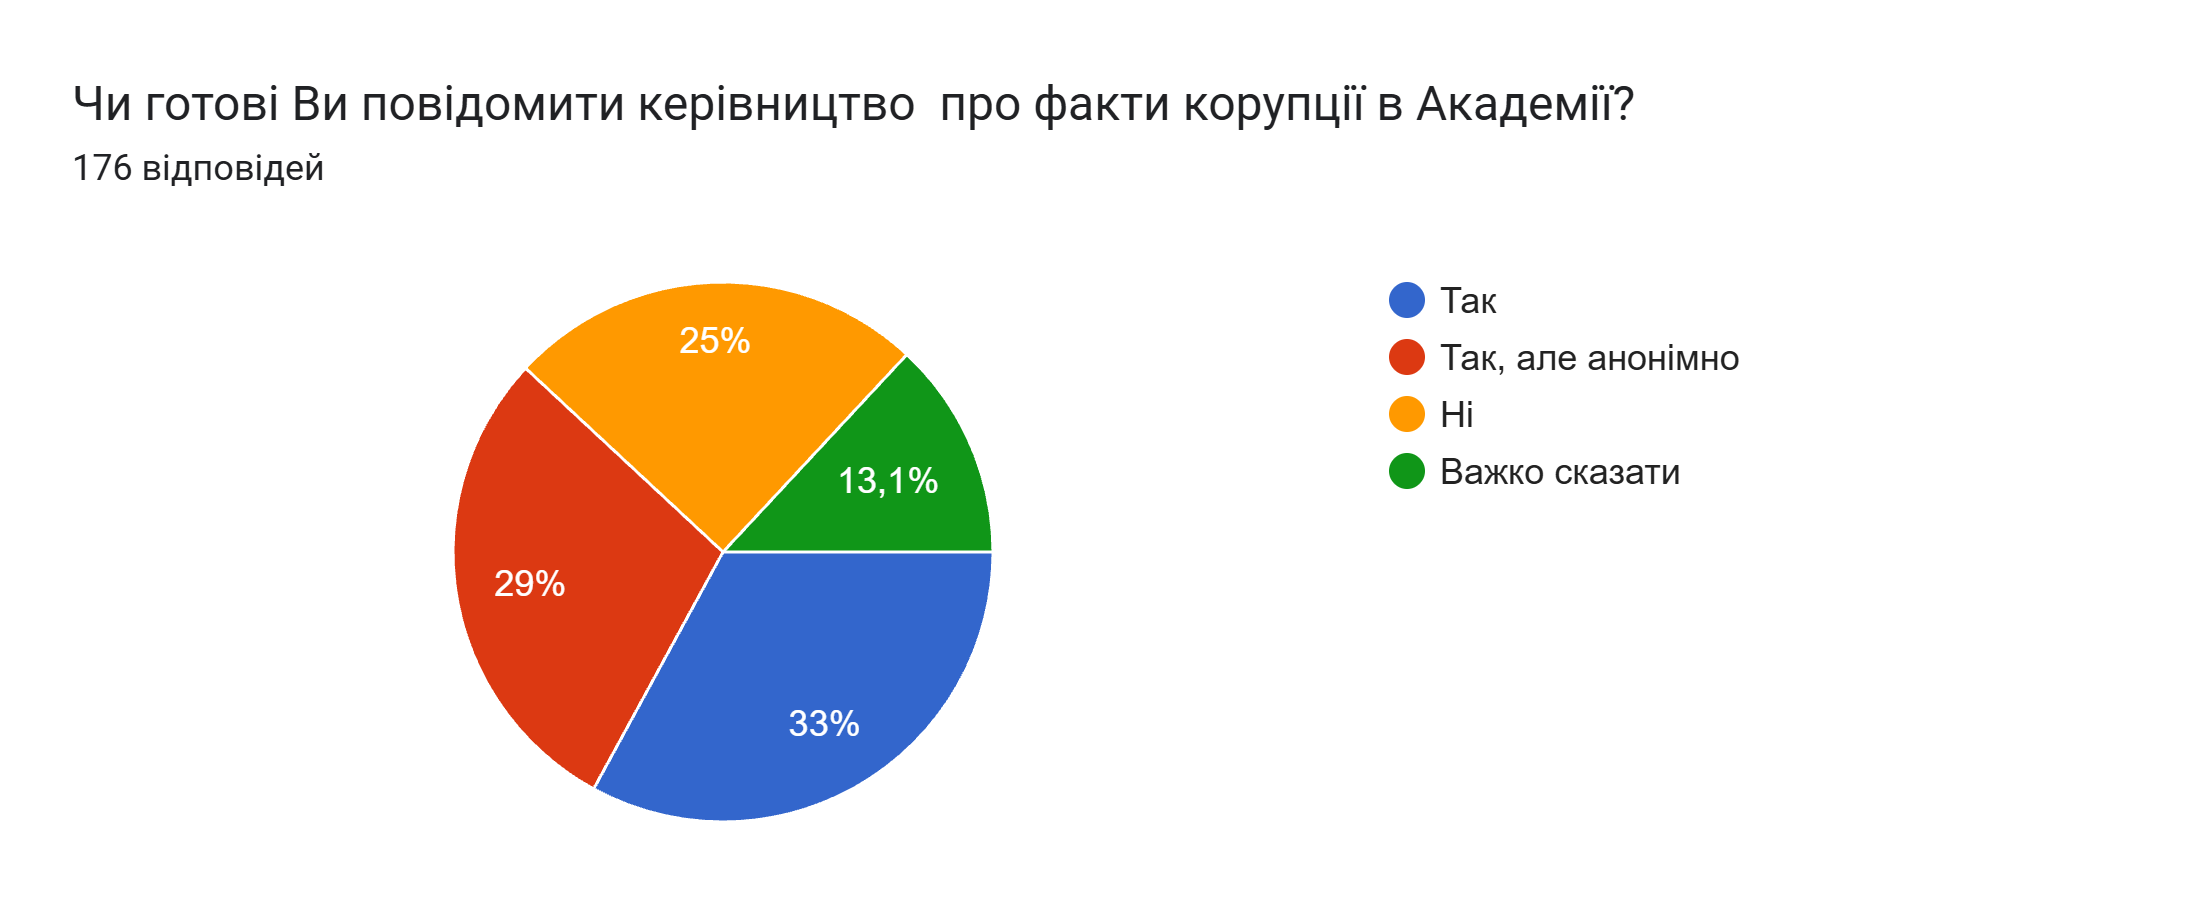 Чи готові Ви повідомити керівництво  про факти корупції в Академії?
176 відповідей
Так
Так, але анонімно
Ні
Важко сказати
25%
13,1%
29%
33%